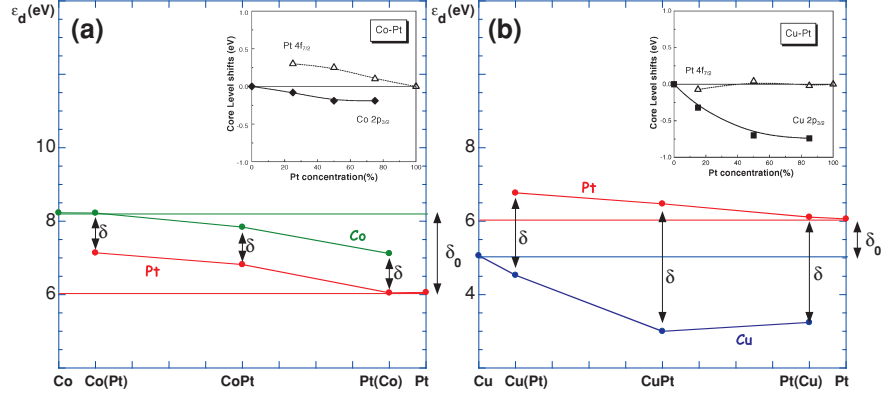 ε_d(eV)
(a)
10
8
6
Co
Pt
δ
δ
δ
δ₀
Co Co(Pt) CoPt Pt(Co) Pt
Co-Pt
Core Level shifts (eV)
1.0
0.5
0.0
-0.5
-1.0
Pt 4f₇/₂
Co 2p₃/₂
0 20 40 60 80 100
Pt concentration(%)
ε_d(eV)
(b)
8
6
4
Pt
Cu
δ
δ
δ
δ₀
Cu Cu(Pt) CuPt Pt(Cu) Pt
Cu-Pt
Core Level shifts (eV)
1.0
0.5
0.0
-0.5
-1.0
Pt 4f₇/₂
Cu 2p₃/₂
0 20 40 60 80 100
Pt concentration(%)